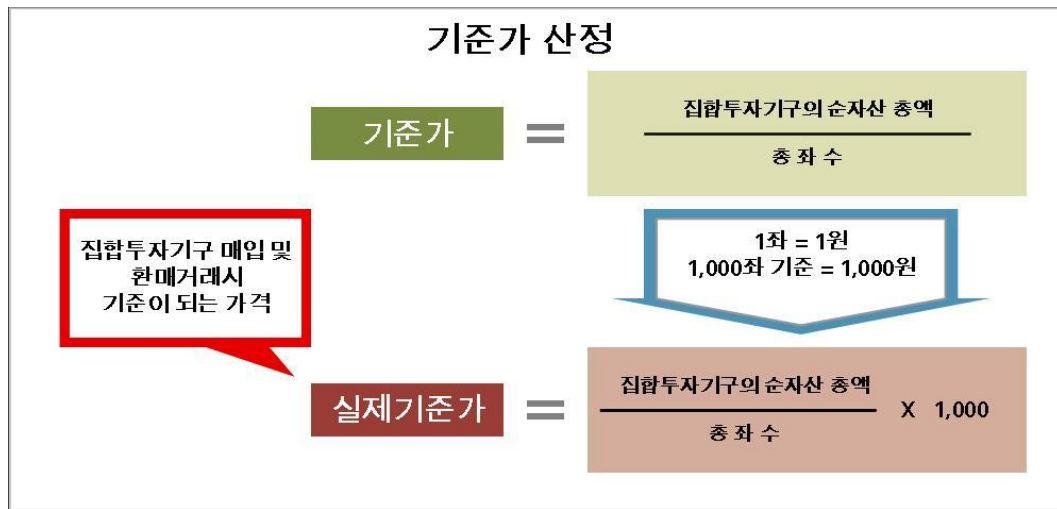 기준가 산정
기준가
=
집합투자기구의 순자산 총액
총 좌 수
집합투자기구 매입 및
환매거래시
기준이 되는 가격
1좌 = 1원
1,000좌 기준 = 1,000원
실제기준가
=
집합투자기구의 순자산 총액
총 좌 수
X 1,000